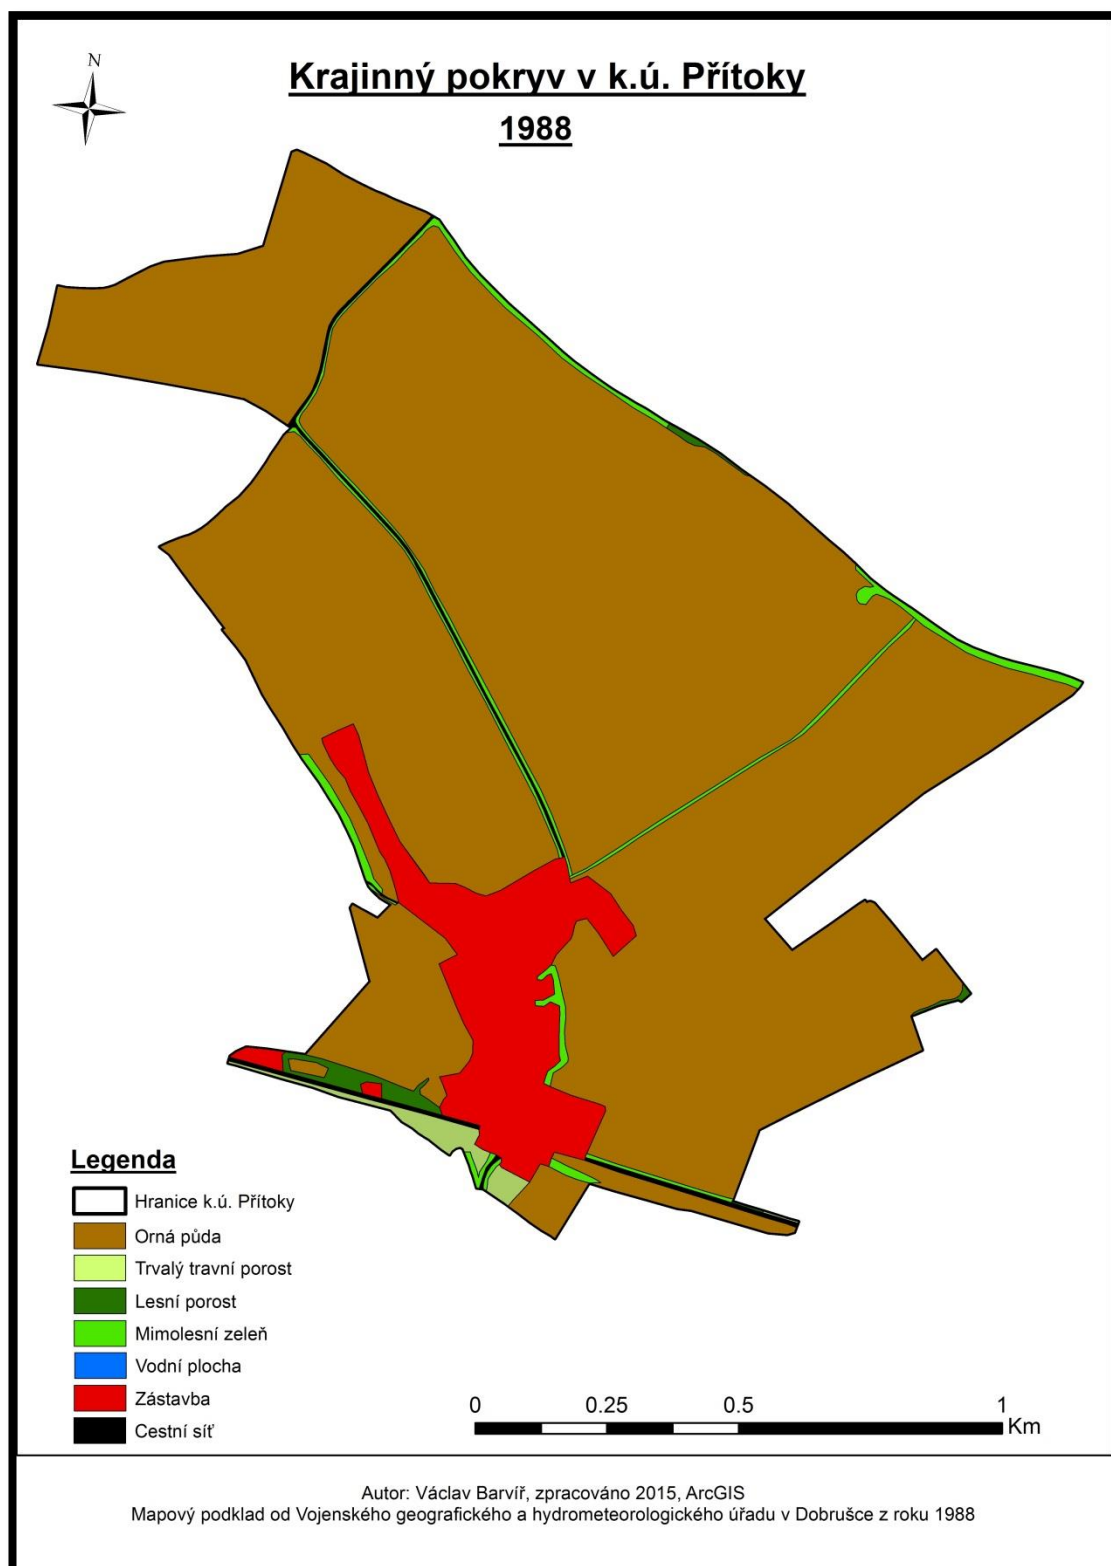 N
Krajinný pokryv v k.ú. Přítoky
1988
Legenda
Hranice k.ú. Přítoky
Orná půda
Trvalý travní porost
Lesní porost
Mimolesní zeleň
Vodní plocha
Zástavba
Cestní síť
0 0.25 0.5 1
Km
Autor: Václav Barvíř, zpracováno 2015, ArcGIS
Mapový podklad od Vojenského geografického a hydrometeorologického úřadu v Dobrušce z roku 1988